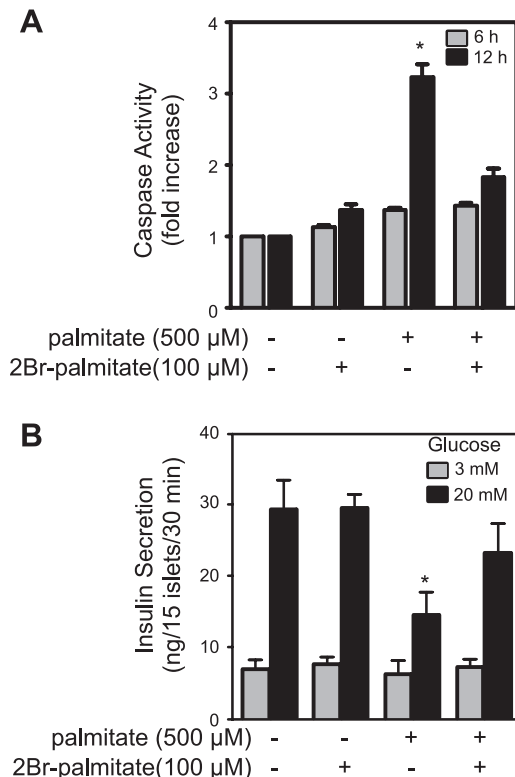 A
Caspase Activity
(fold increase)
4
3
2
1
0
*
6 h
12 h
palmitate (500 µM) - - + +
2Br-palmitate(100 µM) - + - +
B
Insulin Secretion
(ng/15 islets/30 min)
40
30
20
10
0
*
Glucose
3 mM
20 mM
palmitate (500 µM) - - + +
2Br-palmitate(100 µM) - + - +